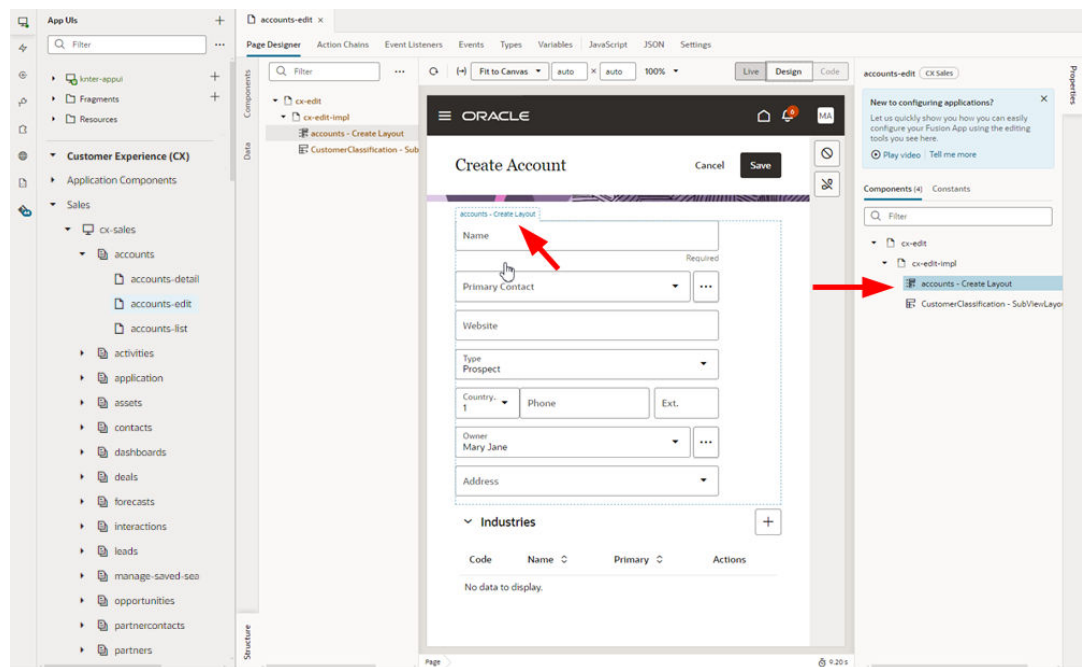 App UIs
Filter
knter-appui
Fragments
Resources
Customer Experience (CX)
Application Components
Sales
cx-sales
accounts
accounts-detail
accounts-edit
accounts-list
activities
application
assets
contacts
dashboards
deals
forecasts
interactions
leads
manage-saved-sea
opportunities
partnercontacts
partners
accounts-edit ×
Page Designer Action Chains Event Listeners Events Types Variables JavaScript JSON Settings
Components
Data
Structure
Filter
cx-edit
cx-edit-impl
accounts - Create Layout
CustomerClassification - Sub
Fit to Canvas auto × auto 100% Live Design Code
ORACLE
MA
Create Account Cancel Save
accounts - Create Layout
Name
Required
Primary Contact
Website
Type
Prospect
Country..
1
Phone
Ext.
Owner
Mary Jane
Address
Industries
Code Name Primary Actions
No data to display.
Page
9.20 s
accounts-edit CX Sales
Properties
New to configuring applications?
Let us quickly show you how you can easily
configure your Fusion App using the editing
tools you see here.
Play video Tell me more
Components (4) Constants
Filter
cx-edit
cx-edit-impl
accounts - Create Layout
CustomerClassification - SubViewLayo